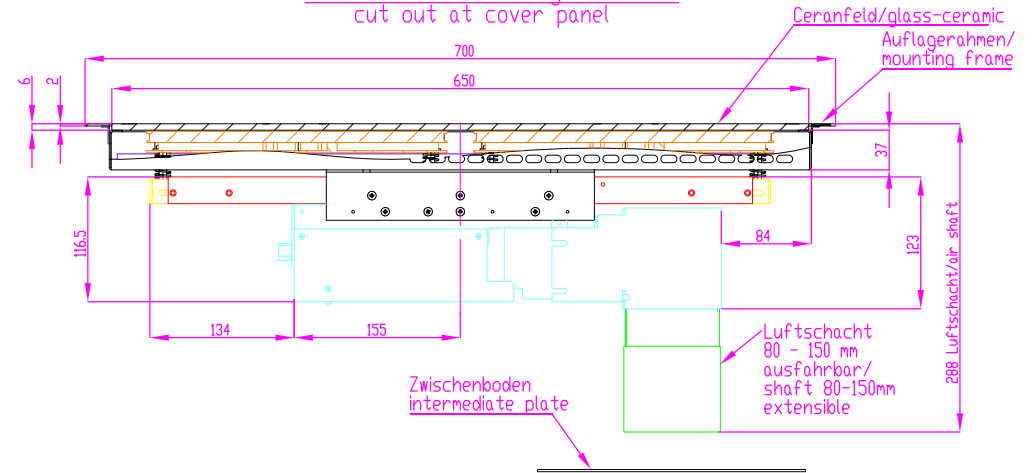 cut out at cover panel
Ceranfeld/glass-ceramic
Auflagerahmen/
mounting frame
700
650
6
2
37
84
123
116.5
134
155
288 Luftschacht/air shaft
Luftschacht
80 - 150 mm
ausfahrbar/
shaft 80-150mm
extensible
Zwischenboden
intermediate plate